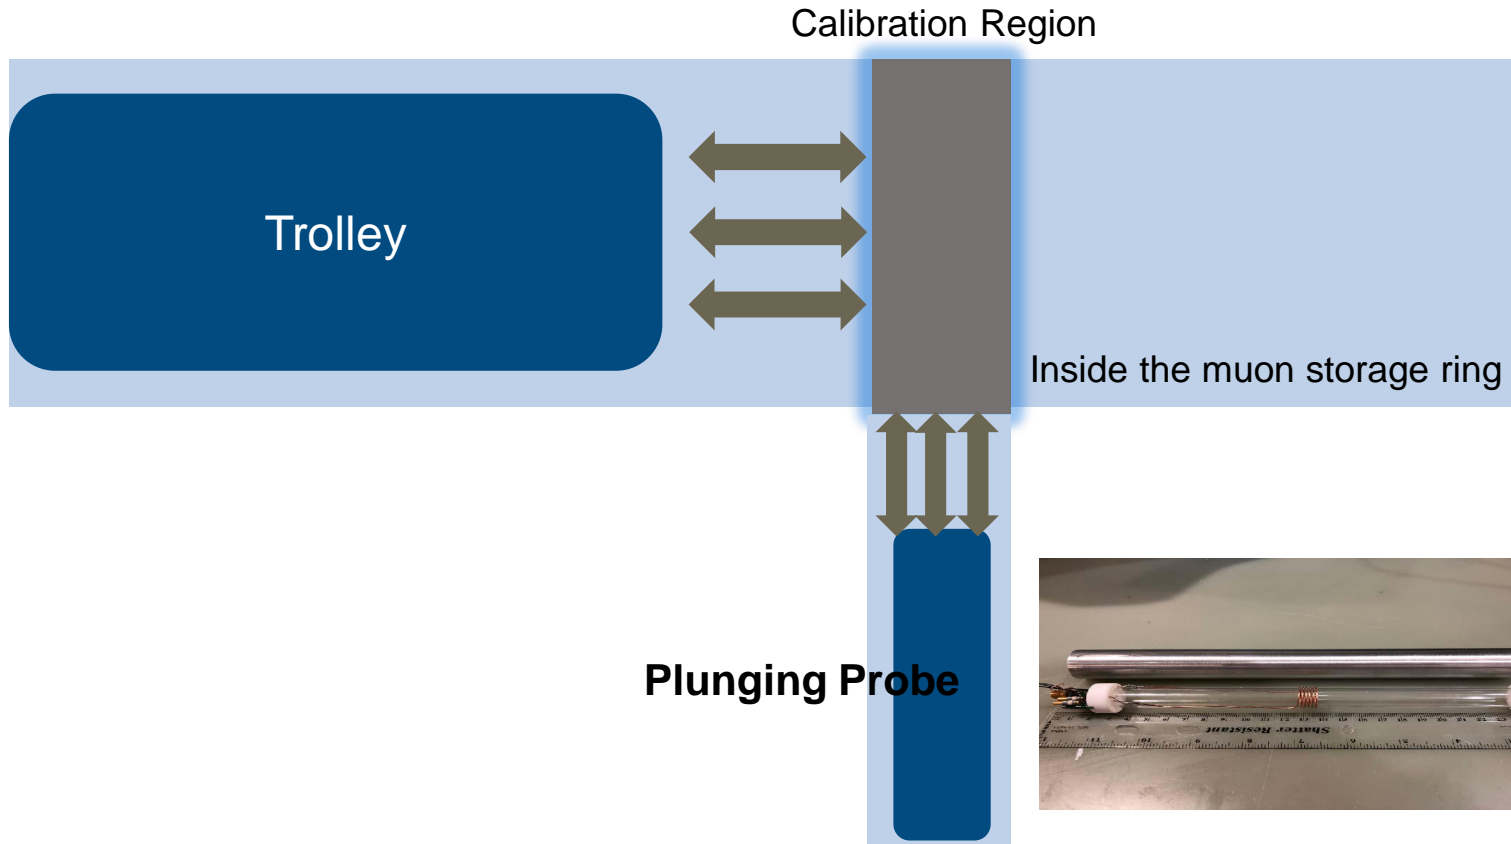 Calibration Region
Trolley
Inside the muon storage ring
Plunging Probe
Shatter
Resistant